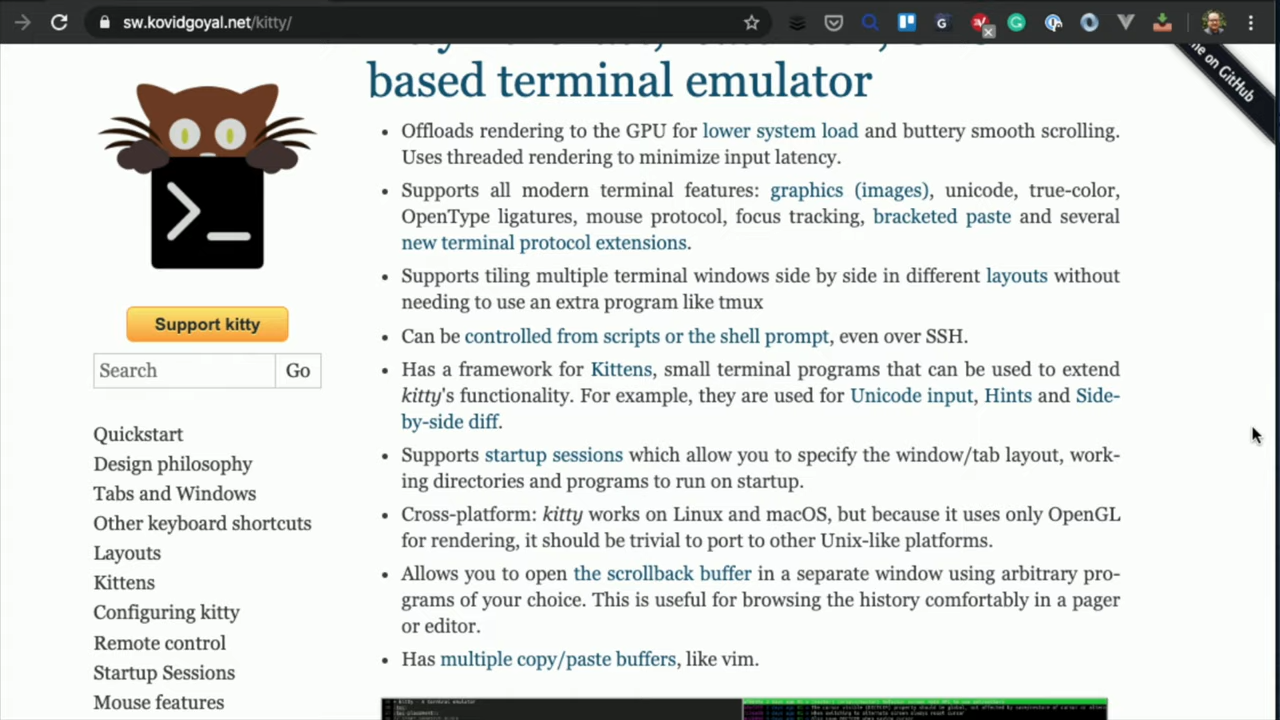 sw.kovidgoyal.net/kitty/
me on GitHub
based terminal emulator
• Offloads rendering to the GPU for lower system load and buttery smooth scrolling.
Uses threaded rendering to minimize input latency.
• Supports all modern terminal features: graphics (images), unicode, true-color,
OpenType ligatures, mouse protocol, focus tracking, bracketed paste and several
new terminal protocol extensions.
• Supports tiling multiple terminal windows side by side in different layouts without
needing to use an extra program like tmux
• Can be controlled from scripts or the shell prompt, even over SSH.
• Has a framework for Kittens, small terminal programs that can be used to extend
kitty's functionality. For example, they are used for Unicode input, Hints and Side-
by-side diff.
• Supports startup sessions which allow you to specify the window/tab layout, work-
ing directories and programs to run on startup.
• Cross-platform: kitty works on Linux and macOS, but because it uses only OpenGL
for rendering, it should be trivial to port to other Unix-like platforms.
• Allows you to open the scrollback buffer in a separate window using arbitrary pro-
grams of your choice. This is useful for browsing the history comfortably in a pager
or editor.
• Has multiple copy/paste buffers, like vim.
>_
Support kitty
Search Go
Quickstart
Design philosophy
Tabs and Windows
Other keyboard shortcuts
Layouts
Kittens
Configuring kitty
Remote control
Startup Sessions
Mouse features